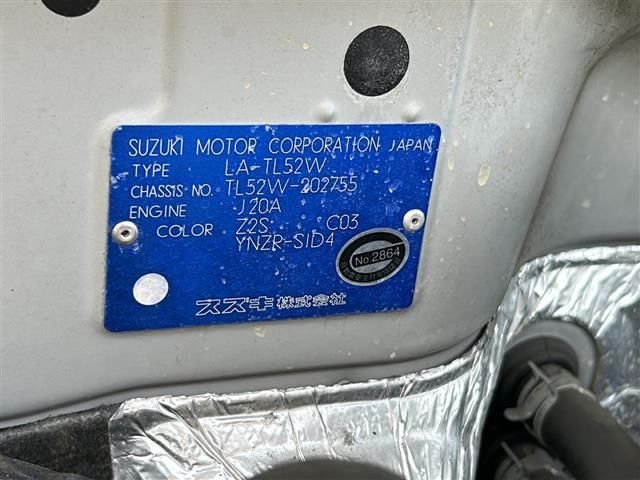 SUZUKI MOTOR CORPORATION JAPAN
TYPE LA-TL52W
CHASSIS NO. TL52W-202755
ENGINE J20A
COLOR Z2S C03
YNZR-S1D4
No.2864
スズキ株式会社